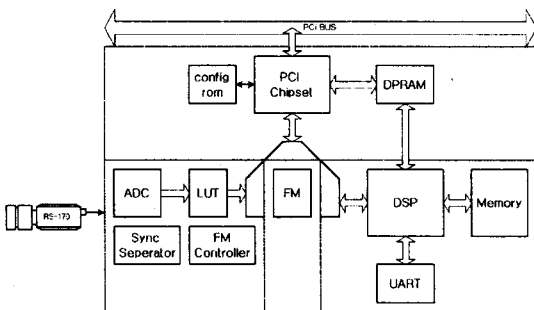 PCi BUS
config
rom
PCI
Chipset
DPRAM
RS-170
ADC
LUT
FM
DSP
Memory
Sync
Seperator
FM
Controller
UART